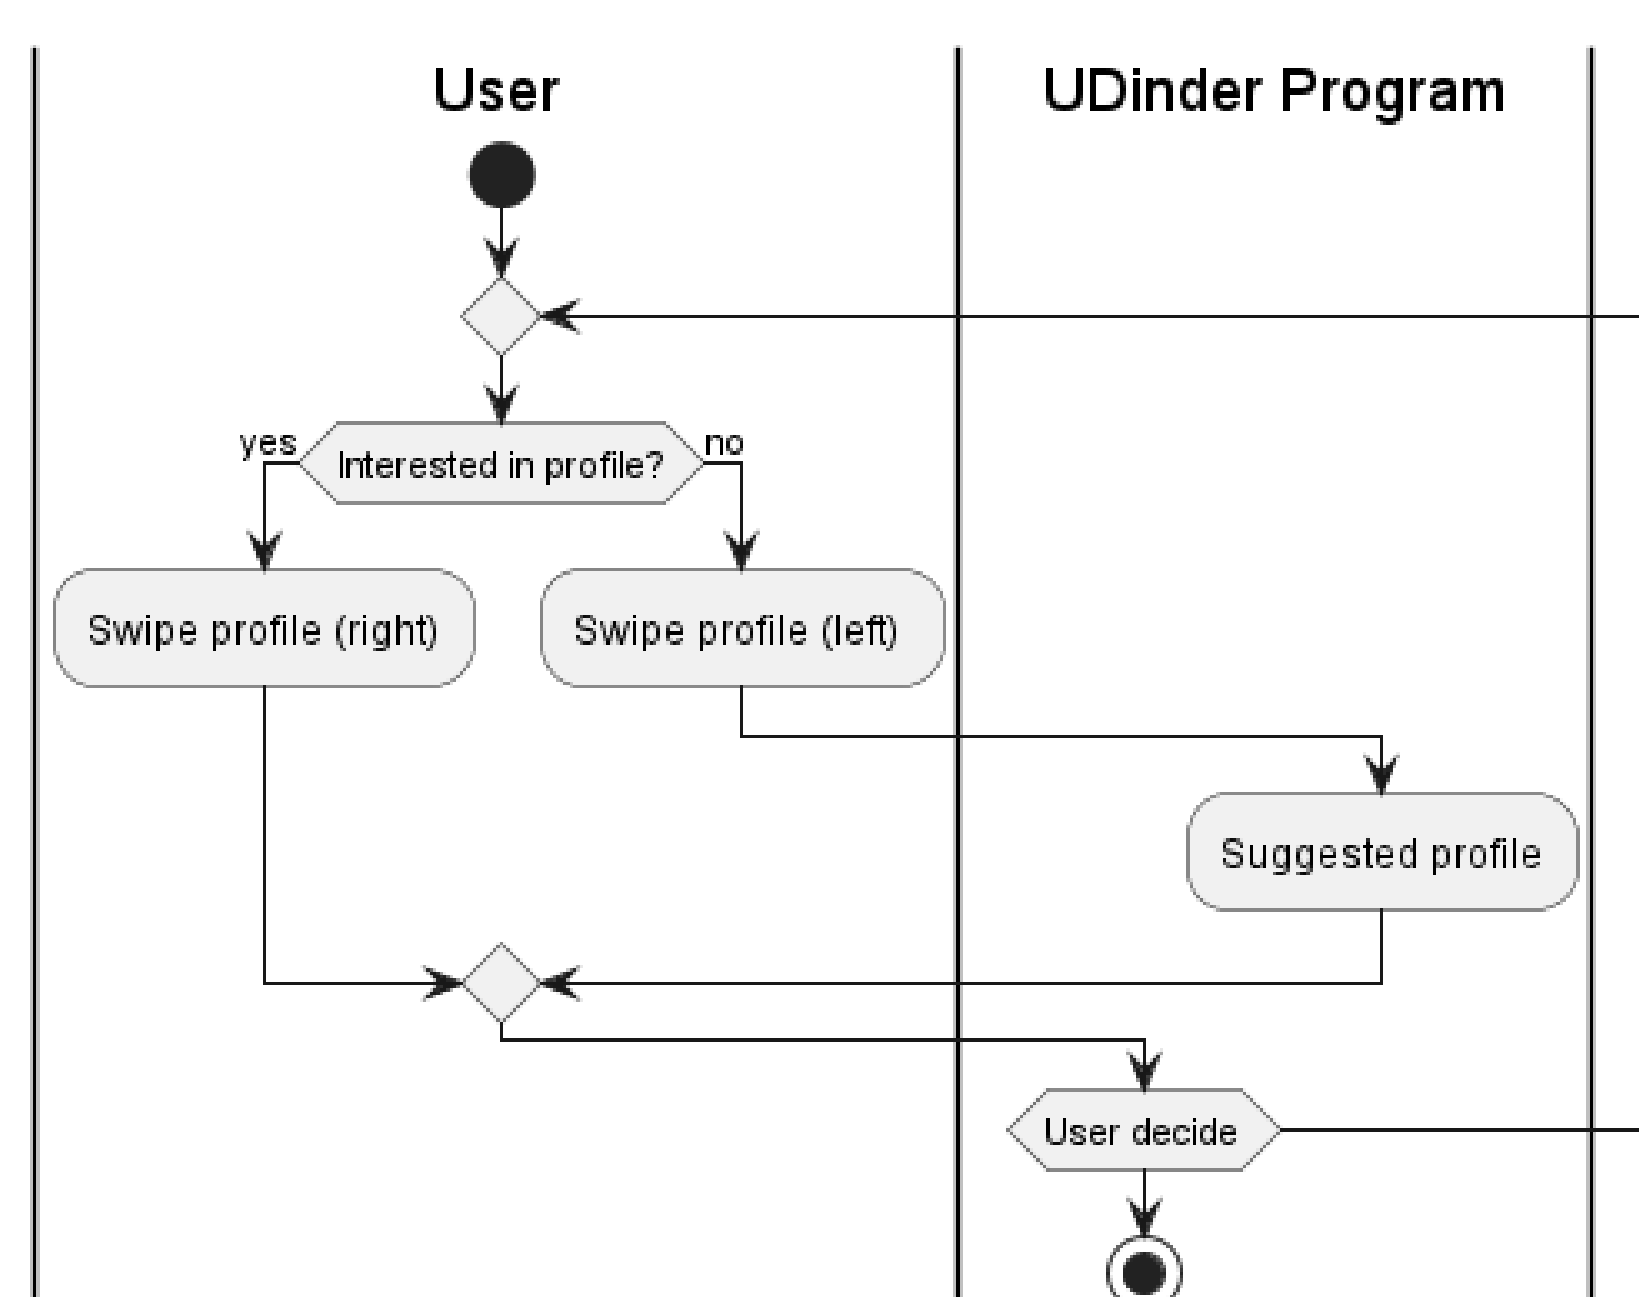 User
UDinder Program
yes
Interested in profile?
no
Swipe profile (right)
Swipe profile (left)
Suggested profile
User decide